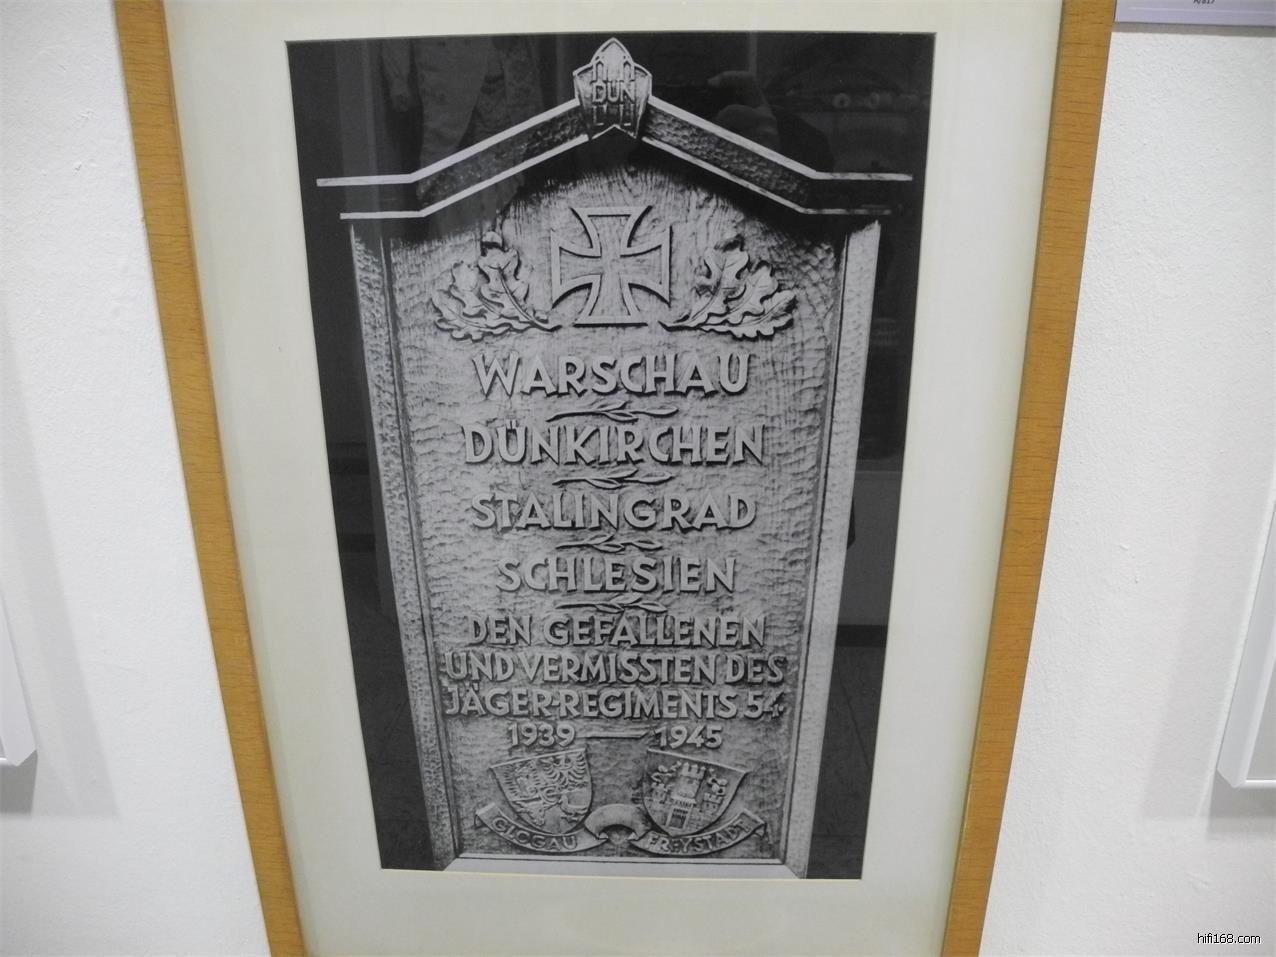 DÜN
WARSCHAU
DÜNKIRCHEN
STALINGRAD
SCHLESIEN
DEN GEFALLENEN
UND VERMISSTEN DES
JÄGER-REGIMENTS 54.
1939 — 1945
GLOGAU FREYSTADT
hifi168.com